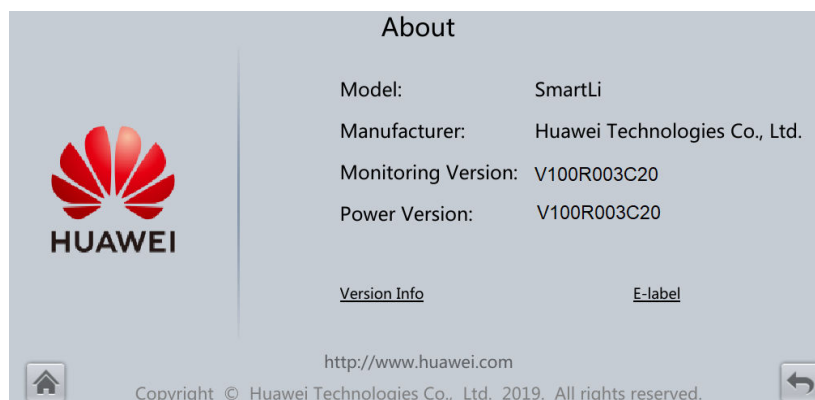 About
Model: SmartLi
Manufacturer: Huawei Technologies Co., Ltd.
Monitoring Version: V100R003C20
Power Version: V100R003C20
HUAWEI
Version Info E-label
http://www.huawei.com
Copyright © Huawei Technologies Co., Ltd. 2019. All rights reserved.